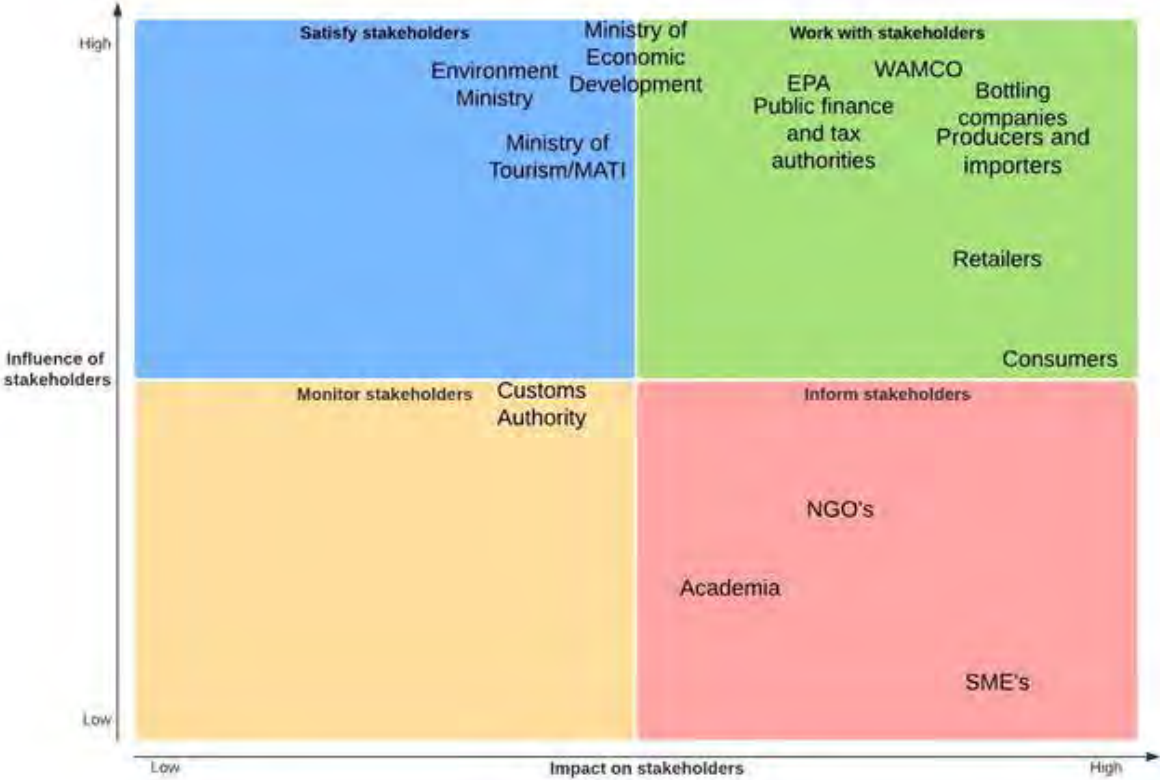 High
Satisfy stakeholders
Environment
Ministry
Ministry of
Economic
Development
Ministry of
Tourism/MATI
Work with stakeholders
EPA
Public finance
and tax
authorities
WAMCO
Bottling
companies
Producers and
importers
Retailers
Consumers
Influence of
stakeholders
Monitor stakeholders
Customs
Authority
Inform stakeholders
NGO's
Academia
SME's
Low
Low
Impact on stakeholders
High